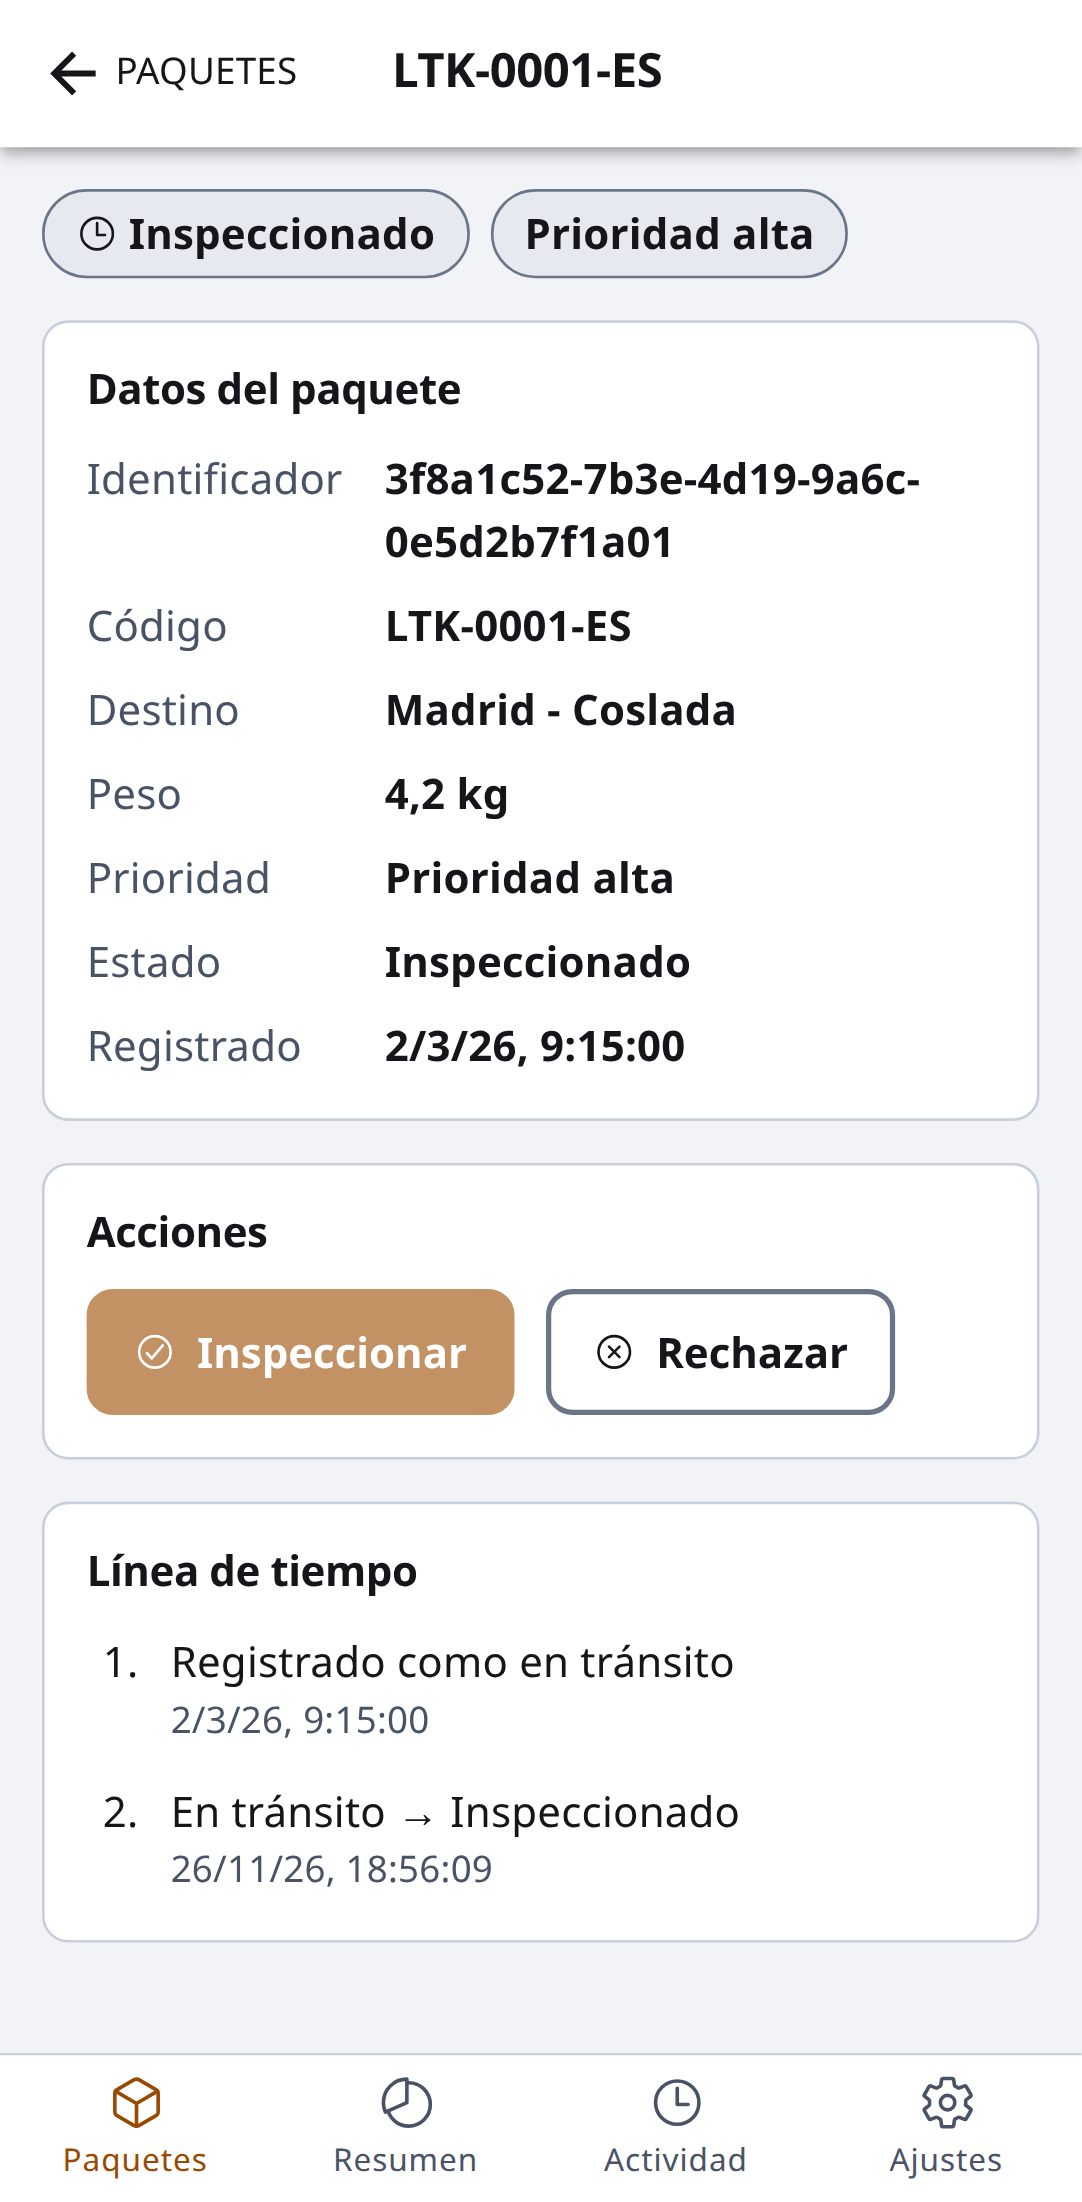 PAQUETES LTK-0001-ES
Inspeccionado Prioridad alta
Datos del paquete
Identificador 3f8a1c52-7b3e-4d19-9a6c-
0e5d2b7f1a01
Código LTK-0001-ES
Destino Madrid - Coslada
Peso 4,2 kg
Prioridad Prioridad alta
Estado Inspeccionado
Registrado 2/3/26, 9:15:00
Acciones
Inspeccionar Rechazar
Línea de tiempo
1. Registrado como en tránsito
2/3/26, 9:15:00
2. En tránsito → Inspeccionado
26/11/26, 18:56:09
Paquetes Resumen Actividad Ajustes